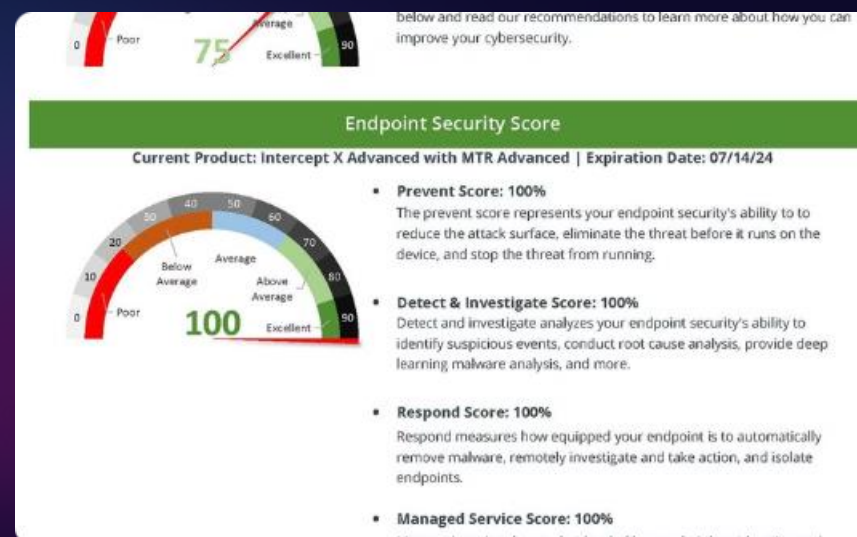 below and read our recommendations to learn more about how you can
improve your cybersecurity.
0
Poor
75
Average
Excellent
90
Endpoint Security Score
Current Product: Intercept X Advanced with MTR Advanced | Expiration Date: 07/14/24
0
10
20
30
40
50
60
70
80
90
Poor
Below
Average
Average
Above
Average
Excellent
100
• Prevent Score: 100%
The prevent score represents your endpoint security's ability to to
reduce the attack surface, eliminate the threat before it runs on the
device, and stop the threat from running.
• Detect & Investigate Score: 100%
Detect and investigate analyzes your endpoint security's ability to
identify suspicious events, conduct root cause analysis, provide deep
learning malware analysis, and more.
• Respond Score: 100%
Respond measures how equipped your endpoint is to automatically
remove malware, remotely investigate and take action, and isolate
endpoints.
• Managed Service Score: 100%